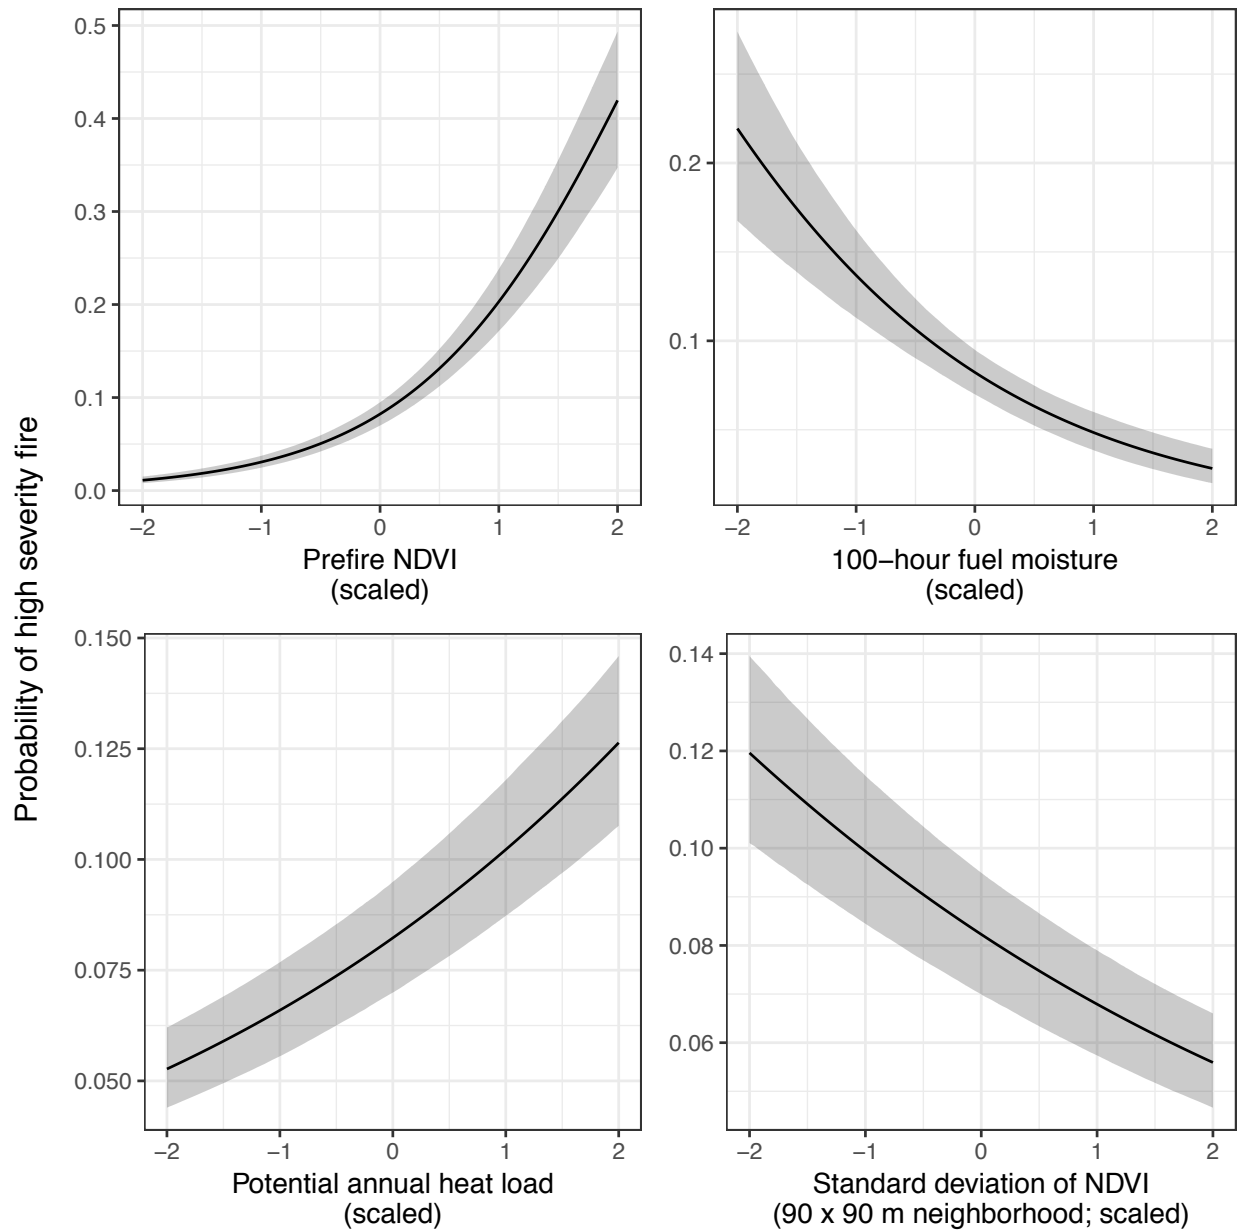 Probability of high severity fire
0.5
0.4
0.3
0.2
0.1
0.0
−2 −1 0 1 2
Prefire NDVI
(scaled)
0.2
0.1
−2 −1 0 1 2
100−hour fuel moisture
(scaled)
0.150
0.125
0.100
0.075
0.050
−2 −1 0 1 2
Potential annual heat load
(scaled)
0.14
0.12
0.10
0.08
0.06
−2 −1 0 1 2
Standard deviation of NDVI
(90 x 90 m neighborhood; scaled)